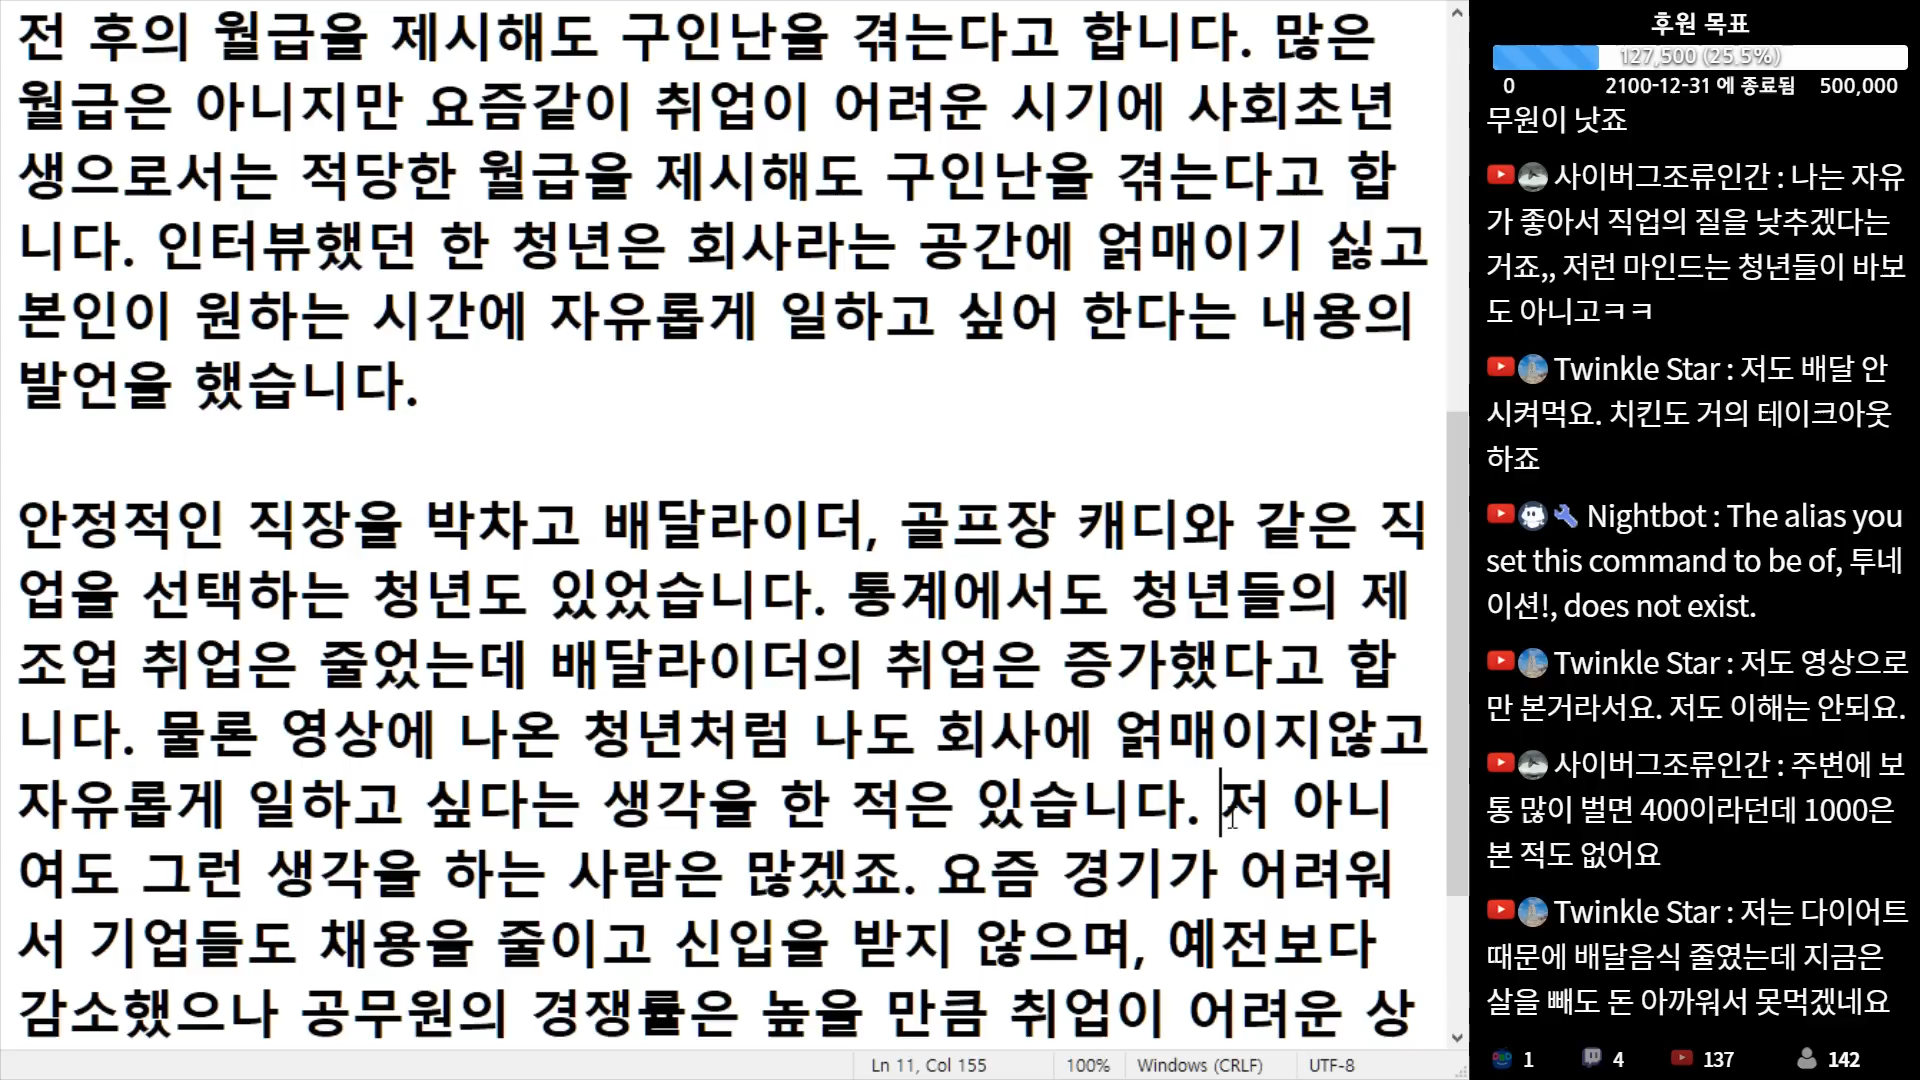 전 후의 월급을 제시해도 구인난을 겪는다고 합니다. 많은
월급은 아니지만 요즘같이 취업이 어려운 시기에 사회초년
생으로서는 적당한 월급을 제시해도 구인난을 겪는다고 합
니다. 인터뷰했던 한 청년은 회사라는 공간에 얽매이기 싫고
본인이 원하는 시간에 자유롭게 일하고 싶어 한다는 내용의
발언을 했습니다.
안정적인 직장을 박차고 배달라이더, 골프장 캐디와 같은 직
업을 선택하는 청년도 있었습니다. 통계에서도 청년들의 제
조업 취업은 줄었는데 배달라이더의 취업은 증가했다고 합
니다. 물론 영상에 나온 청년처럼 나도 회사에 얽매이지않고
자유롭게 일하고 싶다는 생각을 한 적은 있습니다. 저 아니
여도 그런 생각을 하는 사람은 많겠죠. 요즘 경기가 어려워
서 기업들도 채용을 줄이고 신입을 받지 않으며, 예전보다
감소했으나 공무원의 경쟁률은 높을 만큼 취업이 어려운 상
Ln 11, Col 155
100%
Windows (CRLF)
UTF-8
후원 목표
127,500 (25.5%)
0 2100-12-31 에 종료됨 500,000
무원이 낫죠
사이버그조류인간 : 나는 자유
가 좋아서 직업의 질을 낮추겠다는
거죠,, 저런 마인드는 청년들이 바보
도 아니고ㅋㅋ
Twinkle Star : 저도 배달 안
시켜먹요. 치킨도 거의 테이크아웃
하죠
Nightbot : The alias you
set this command to be of, 투네
이션!, does not exist.
Twinkle Star : 저도 영상으로
만 본거라서요. 저도 이해는 안되요.
사이버그조류인간 : 주변에 보
통 많이 벌면 400이라던데 1000은
본 적도 없어요
Twinkle Star : 저는 다이어트
때문에 배달음식 줄였는데 지금은
살을 빼도 돈 아까워서 못먹겠네요
1 4 137 142